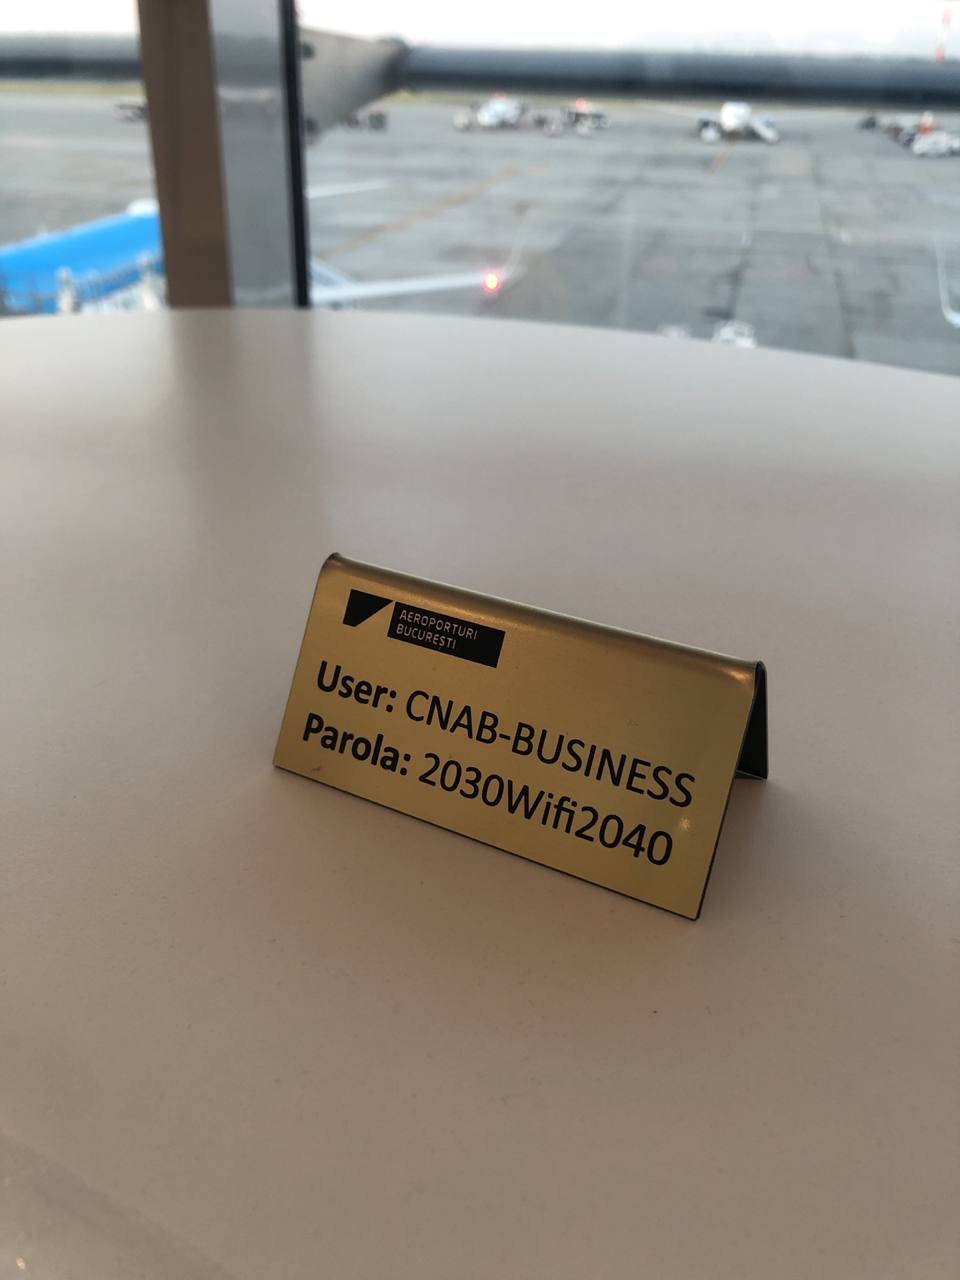 AEROPORTURI
BUCUREȘTI
User: CNAB-BUSINESS
Parola: 2030Wifi2040